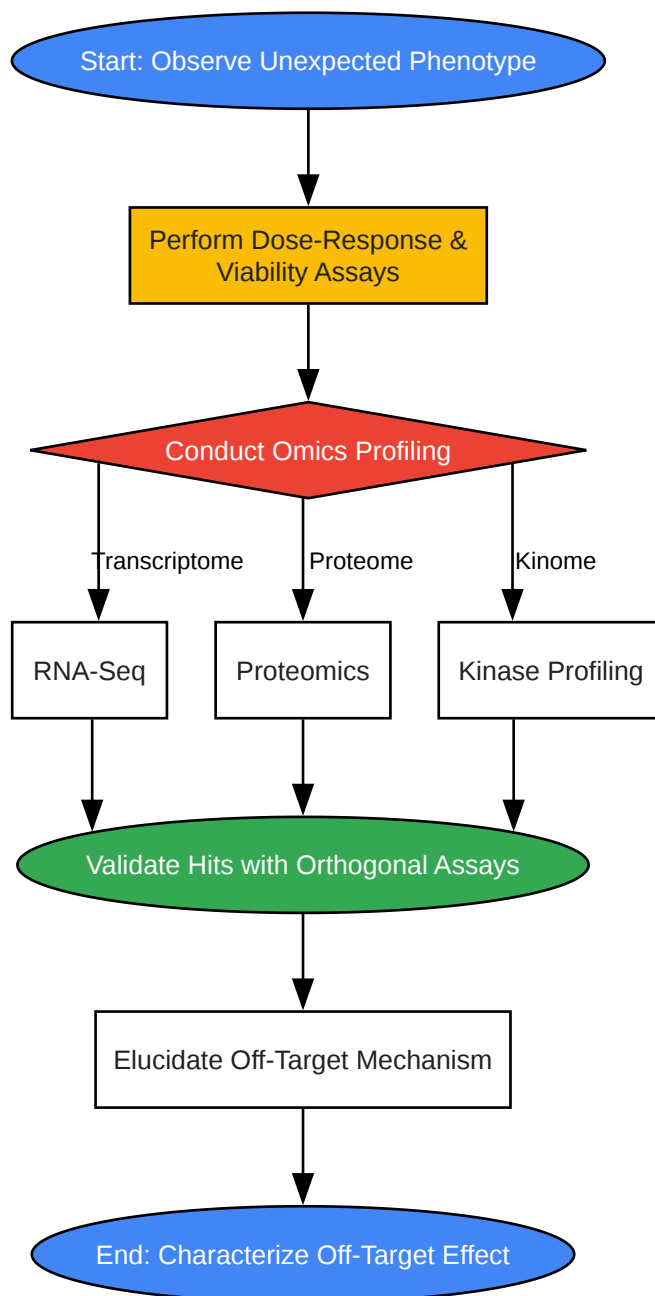 Start: Observe Unexpected Phenotype
Perform Dose-Response &
Viability Assays
Conduct Omics Profiling
Transcriptome
Proteome
Kinome
RNA-Seq
Proteomics
Kinase Profiling
Validate Hits with Orthogonal Assays
Elucidate Off-Target Mechanism
End: Characterize Off-Target Effect